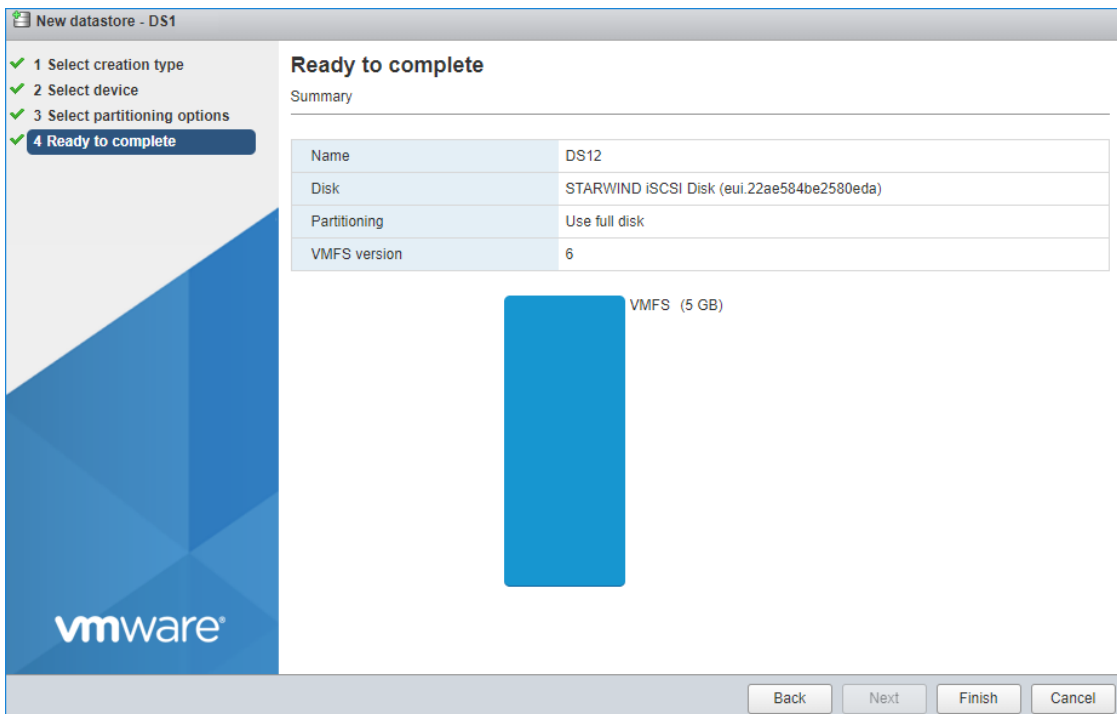 New datastore - DS1
1 Select creation type
2 Select device
3 Select partitioning options
4 Ready to complete
Ready to complete
Summary
Name DS12
Disk STARWIND iSCSI Disk (eui.22ae584be2580eda)
Partitioning Use full disk
VMFS version 6
VMFS (5 GB)
vmware®
Back Next Finish Cancel